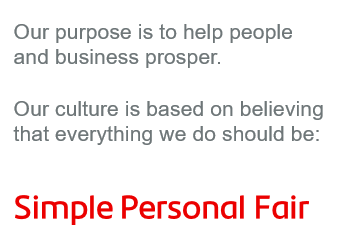 Our purpose is to help people
and business prosper.
Our culture is based on believing
that everything we do should be:
Simple Personal Fair